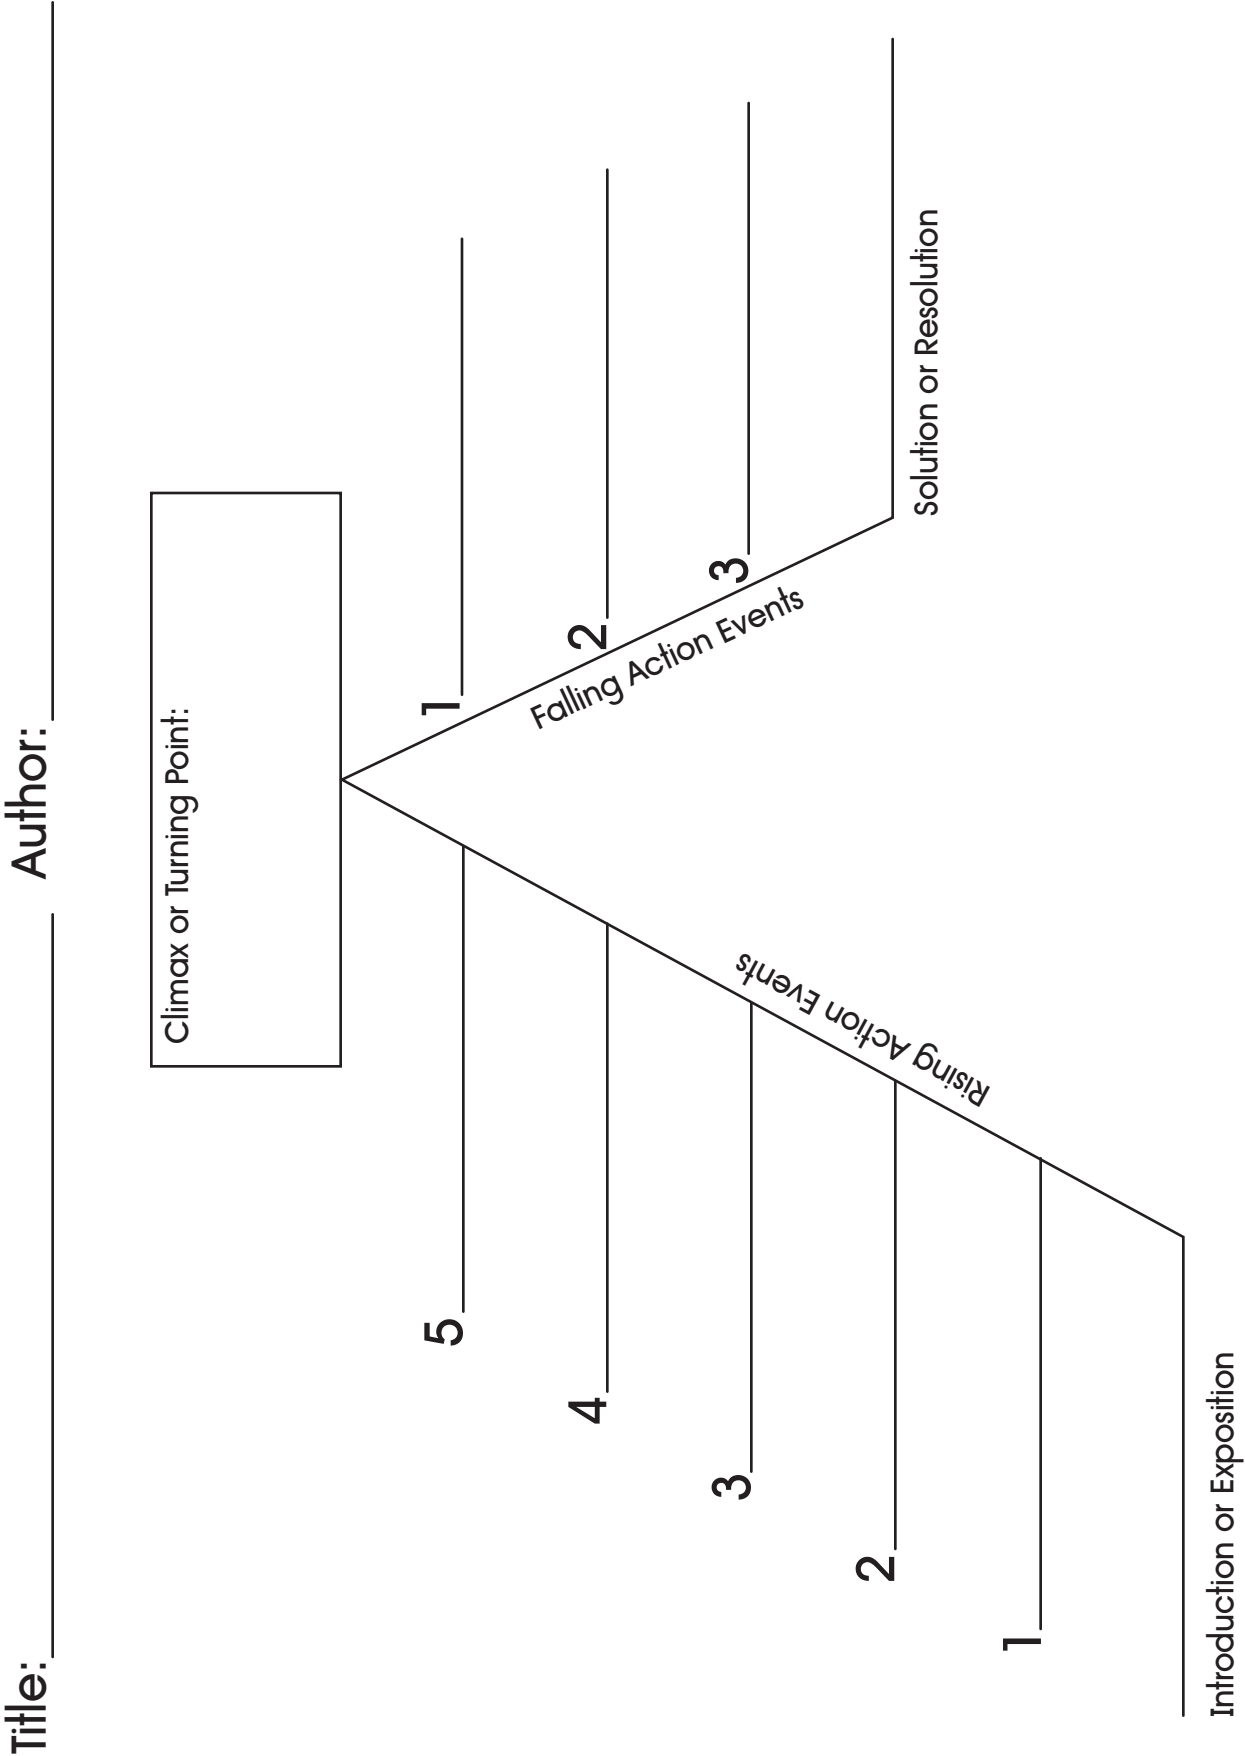 Title: Author:
Climax or Turning Point:
5
4
3
2
1
Rising Action Events
Introduction or Exposition
1
2
3
Falling Action Events
Solution or Resolution